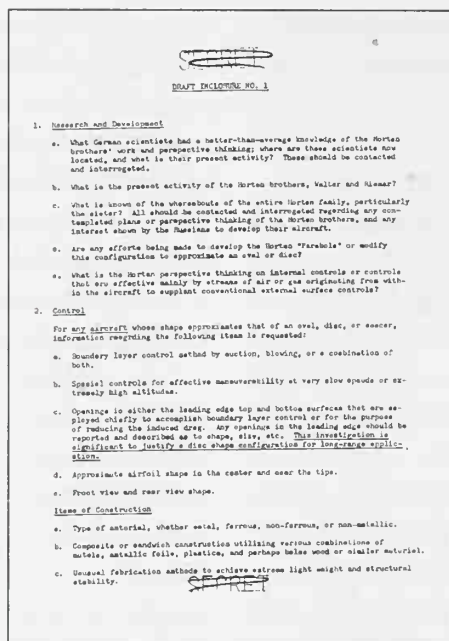 SECRET
DRAFT INCLOSURE NO. 1
1. Research and Development
a. What German scientists had a better-than-average knowledge of the Horten
brothers' work and perspective thinking; where are these scientists now
located, and what is their present activity? These should be contacted
and interrogated.
b. What is the present activity of the Horten brothers, Walter and Riemar?
c. What is known of the whereabouts of the entire Horten family, particularly
the sister? All should be contacted and interrogated regarding any con-
templated plans or perspective thinking of the Horten brothers, and any
interest shown by the Russians to develop their aircraft.
Are any efforts being made to develop the Horten "Parabola" or modify
this configuration to approximate an oval or disc?
What is the Horten perspective thinking on internal controls or controls
that are effective mainly by streams of air or gas originating from with-
in the aircraft to supplant conventional external surface controls?
2. Control
For any aircraft whose shape approximates that of an oval, disc, or saucer,
information regarding the following items is requested:
a. Boundary layer control method by suction, blowing, or a combination of
both.
b. Special controls for effective maneuverability at very slow speeds or ex-
tremely high altitudes.
c. Openings in either the leading edge top and bottom surfaces that are em-
ployed chiefly to accomplish boundary layer control or for the purpose
of reducing the induced drag. Any openings in the leading edge should be
reported and described as to shape, size, etc. This investigation is
significant to justify a disc shape configuration for long-range applic-
ation.
d. Approximate airfoil shape in the center and near the tips.
e. Front view and rear view shape.
Items of Construction
a. Type of material, whether metal, ferrous, non-ferrous, or non-metallic.
b. Composite or sandwich construction utilizing various combinations of
metals, metallic foils, plastics, and perhaps balsa wood or similar material.
c. Unusual fabrication methods to achieve extreme light weight and structural
stability.
SECRET